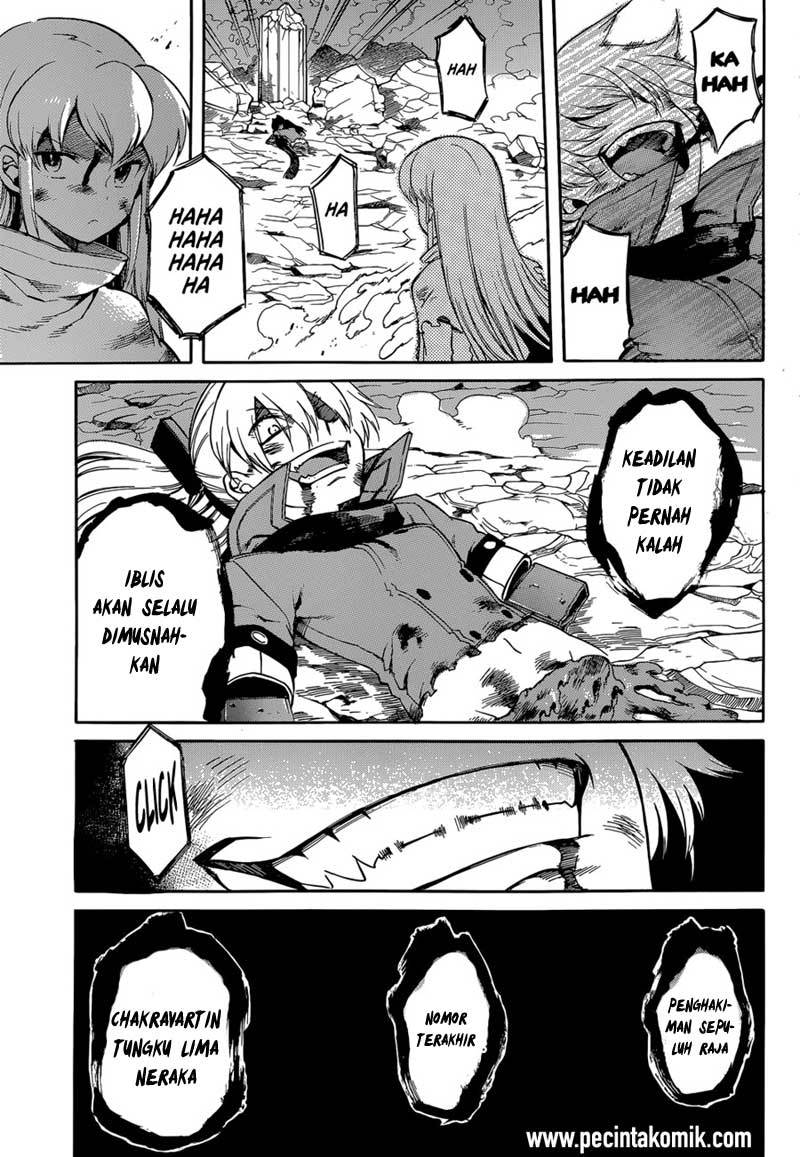 KA
HAH
HAH
HAH
HA
HAHA
HAHA
HAHA
HA
KEADILAN
TIDAK
PERNAH
KALAH
IBLIS
AKAN SELALU
DIMUSNAH-
KAN
CLICK
PENGHAKI-
MAN SEPU-
LUH RAJA
NOMOR
TERAKHIR
CHAKRAVARTIN
TUNGKU LIMA
NERAKA
www.pecintakomik.com